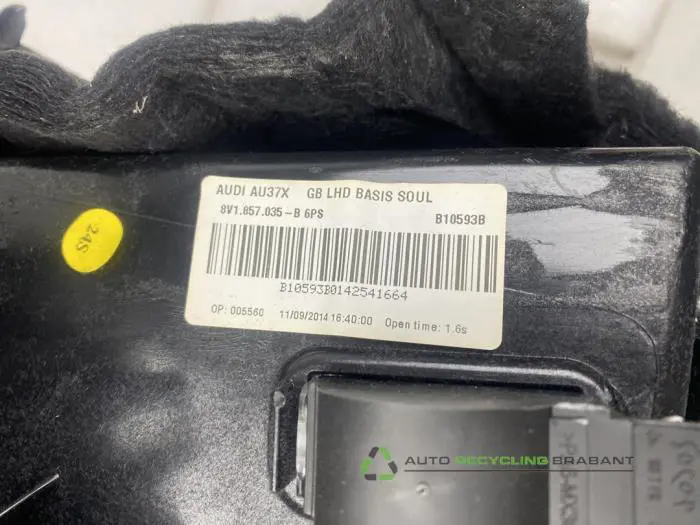 AUDI AU37X GB LHD BASIS SOUL
8V1.857.035-B 6PS B10593B
B10593B0142541664
OP: 005560 11/09/2014 16:40:00 Open time: 1.6s
24S
AUTO RECYCLING BRABANT